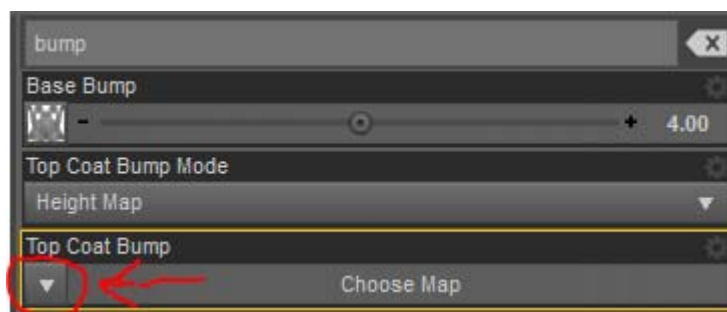 bump
Base Bump
- + 4.00
Top Coat Bump Mode
Height Map
Top Coat Bump
Choose Map